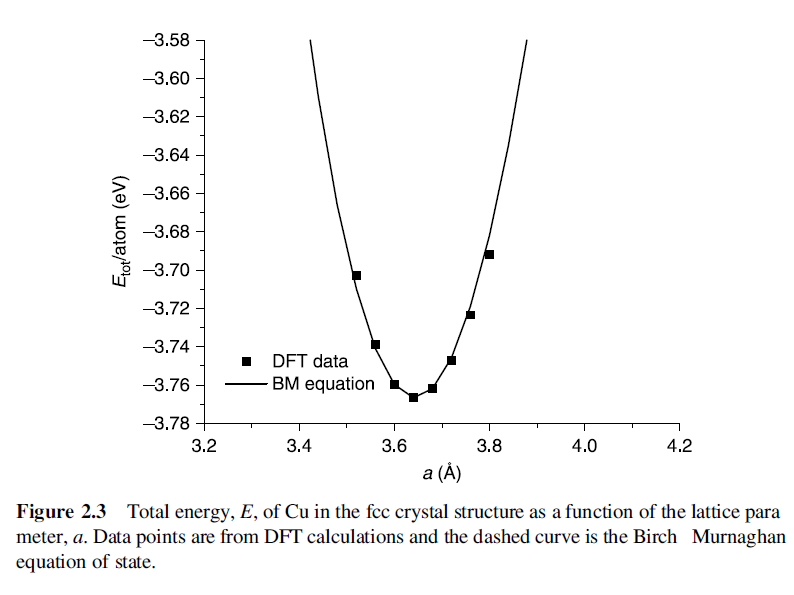 −3.58
−3.60
−3.62
−3.64
−3.66
−3.68
−3.70
−3.72
−3.74
−3.76
−3.78
E_tot/atom (eV)
DFT data
BM equation
3.2 3.4 3.6 3.8 4.0 4.2
a (Å)
Figure 2.3 Total energy, E, of Cu in the fcc crystal structure as a function of the lattice para
meter, a. Data points are from DFT calculations and the dashed curve is the Birch Murnaghan
equation of state.